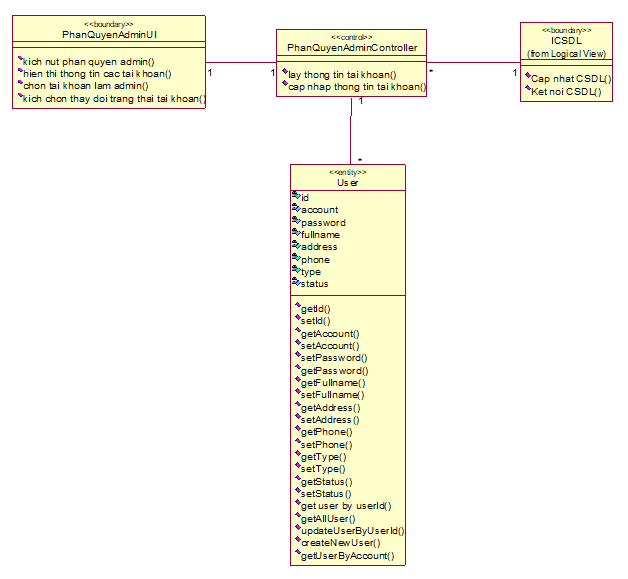 <<boundary>>
PhanQuyenAdminUI
kich nut phan quyen admin()
hien thi thong tin cac tai khoan()
chon tai khoan lam admin()
kich chon thay doi trang thai tai khoan()
1
1
<<control>>
PhanQuyenAdminController
lay thong tin tai khoan()
cap nhap thong tin tai khoan()
*
1
<<boundary>>
ICSDL
(from Logical View)
Cap nhat CSDL()
Ket noi CSDL()
1
*
<<entity>>
User
id
account
password
fullname
address
phone
type
status
getId()
setId()
getAccount()
setAccount()
setPassword()
getPassword()
getFullname()
setFullname()
getAddress()
setAddress()
getPhone()
setPhone()
getType()
setType()
getStatus()
setStatus()
get user by userId()
getAllUser()
updateUserByUserId()
createNewUser()
getUserByAccount()